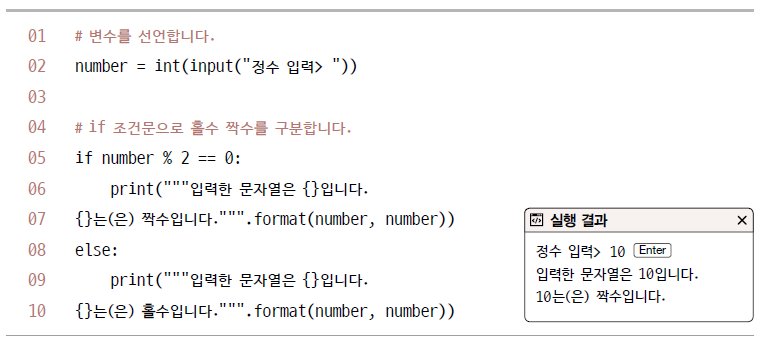 01 # 변수를 선언합니다.
02 number = int(input("정수 입력> "))
03
04 # if 조건문으로 홀수 짝수를 구분합니다.
05 if number % 2 == 0:
06     print("""입력한 문자열은 {}입니다.
07 {}는(은) 짝수입니다.""".format(number, number))
08 else:
09     print("""입력한 문자열은 {}입니다.
10 {}는(은) 홀수입니다.""".format(number, number))
실행 결과 ×
정수 입력> 10 Enter
입력한 문자열은 10입니다.
10는(은) 짝수입니다.